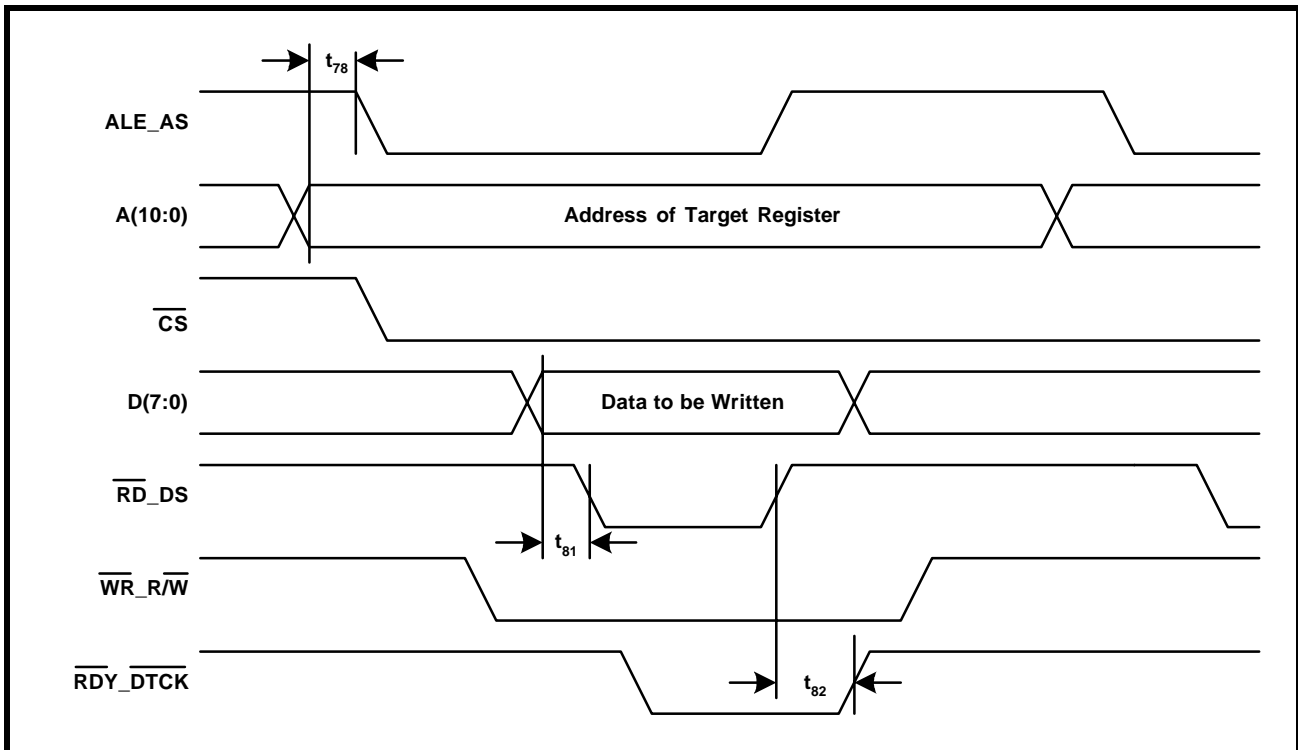 t78
ALE_AS
A(10:0)
Address of Target Register
CS
D(7:0)
Data to be Written
RD_DS
t81
WR_R/W
RDY_DTCK
t82